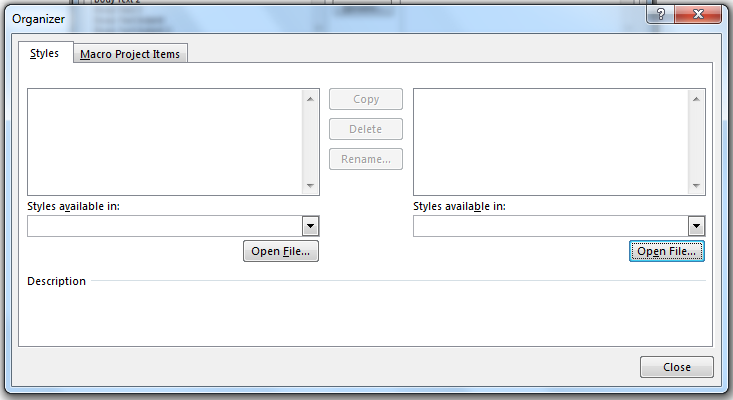 Organizer
Styles
Macro Project Items
Copy
Delete
Rename...
Styles available in:
Styles available in:
Open File...
Open File...
Description
Close